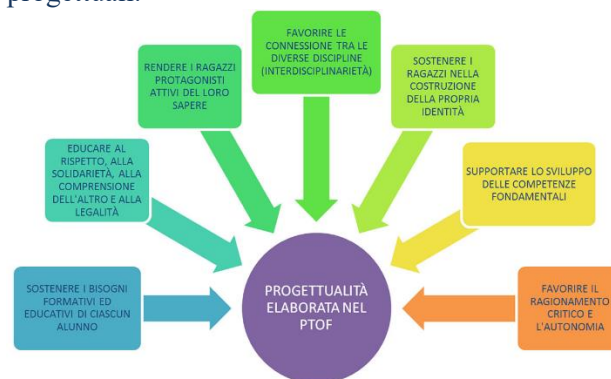 progettuali.
FAVORIRE LE
CONNESSIONE TRA LE
DIVERSE DISCIPLINE
(INTERDISCIPLINARIETÀ)
RENDERE I RAGAZZI
PROTAGONISTI
ATTIVI DEL LORO
SAPERE
SOSTENERE I
RAGAZZI NELLA
COSTRUZIONE
DELLA PROPRIA
IDENTITÀ
EDUCARE AL
RISPETTO, ALLA
SOLIDARIETÀ, ALLA
COMPRENSIONE
DELL'ALTRO E ALLA
LEGALITÀ
SUPPORTARE LO SVILUPPO
DELLE COMPETENZE
FONDAMENTALI
SOSTENERE I BISOGNI
FORMATIVI ED
EDUCATIVI DI CIASCUN
ALUNNO
PROGETTUALITÀ
ELABORATA NEL
PTOF
FAVORIRE IL
RAGIONAMENTO
CRITICO E
L'AUTONOMIA